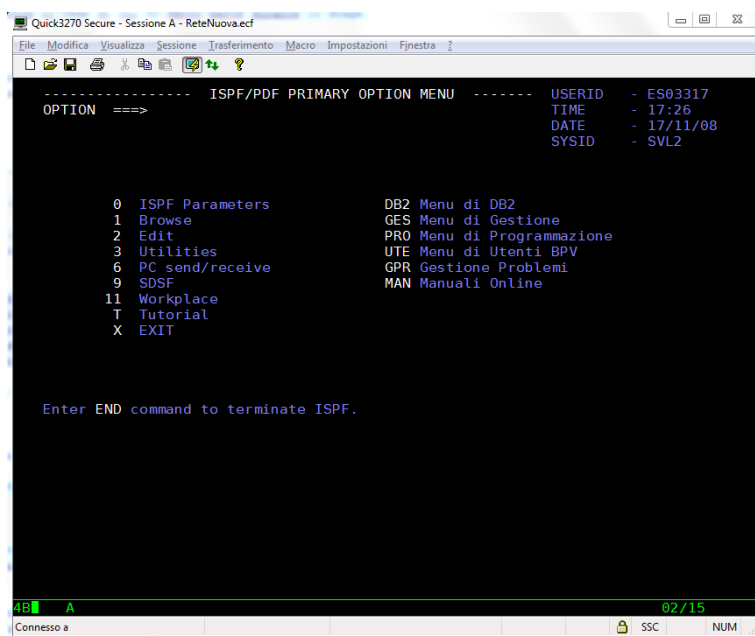 Quick3270 Secure - Sessione A - ReteNuova.ecf
File Modifica Visualizza Sessione Trasferimento Macro Impostazioni Finestra ?
----------------- ISPF/PDF PRIMARY OPTION MENU ------- USERID - ES03317
OPTION ===> TIME - 17:26
DATE - 17/11/08
SYSID - SVL2
0 ISPF Parameters DB2 Menu di DB2
1 Browse GES Menu di Gestione
2 Edit PRO Menu di Programmazione
3 Utilities UTE Menu di Utenti BPV
6 PC send/receive GPR Gestione Problemi
9 SDSF MAN Manuali Online
11 Workplace
T Tutorial
X EXIT
Enter END command to terminate ISPF.
4B A 02/15
Connesso a SSC NUM